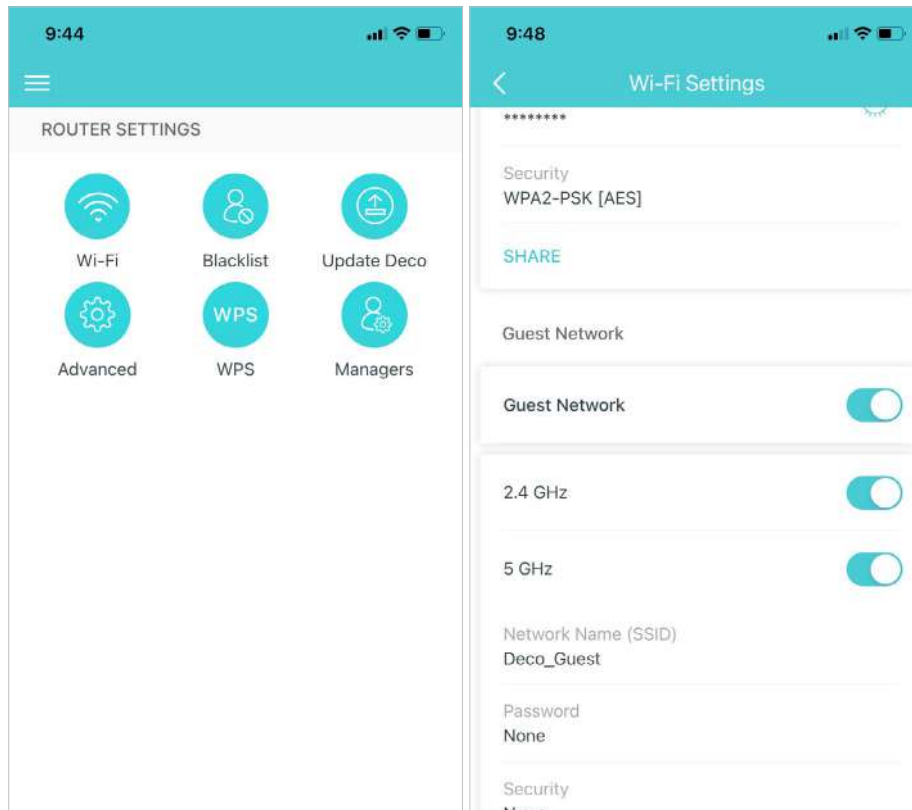 9:44
ROUTER SETTINGS
Wi-Fi
Blacklist
Update Deco
WPS
Advanced
WPS
Managers
9:48
Wi-Fi Settings
********
Security
WPA2-PSK [AES]
SHARE
Guest Network
Guest Network
2.4 GHz
5 GHz
Network Name (SSID)
Deco_Guest
Password
None
Security